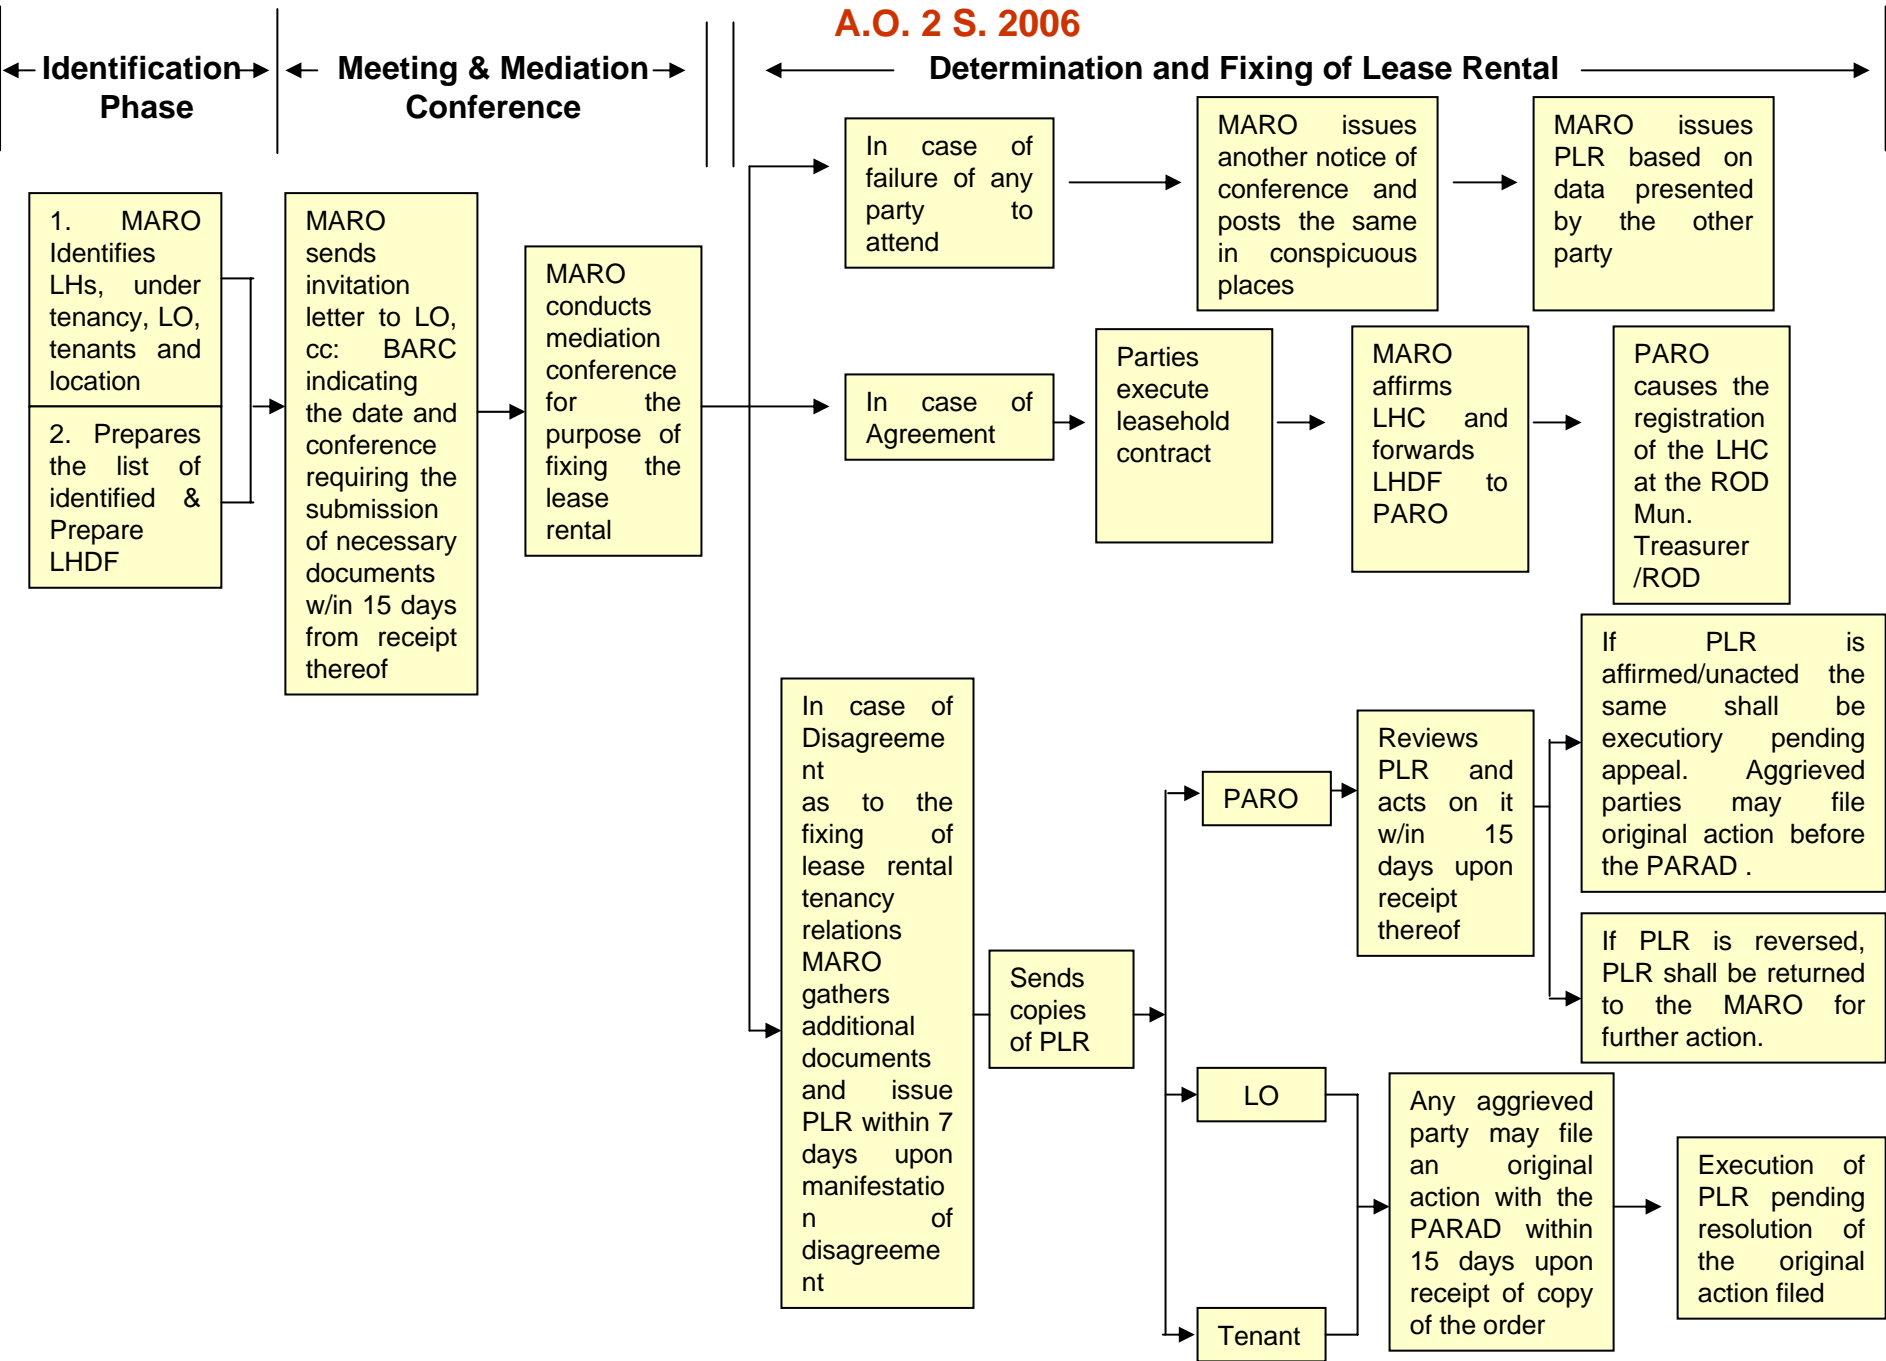 A.O. 2 S. 2006
Identification
Phase
Meeting & Mediation
Conference
Determination and Fixing of Lease Rental
1. MARO
Identifies
LHs, under
tenancy, LO,
tenants and
location
2. Prepares
the list of
identified &
Prepare
LHDF
MARO
sends
invitation
letter to LO,
cc: BARC
indicating
the date and
conference
requiring the
submission
of necessary
documents
w/in 15 days
from receipt
thereof
MARO
conducts
mediation
conference
for the
purpose of
fixing the
lease
rental
In case of
failure of any
party to
attend
MARO issues
another notice of
conference and
posts the same
in conspicuous
places
MARO issues
PLR based on
data presented
by the other
party
In case of
Agreement
Parties
execute
leasehold
contract
MARO
affirms
LHC and
forwards
LHDF to
PARO
PARO
causes the
registration
of the LHC
at the ROD
Mun.
Treasurer
/ROD
In case of
Disagreeme
nt
as to the
fixing of
lease rental
tenancy
relations
MARO
gathers
additional
documents
and issue
PLR within 7
days upon
manifestatio
n of
disagreeme
nt
Sends
copies
of PLR
PARO
Reviews
PLR and
acts on it
w/in 15
days upon
receipt
thereof
If PLR is
affirmed/unacted the
same shall be
executiory pending
appeal. Aggrieved
parties may file
original action before
the PARAD .
If PLR is reversed,
PLR shall be returned
to the MARO for
further action.
LO
Tenant
Any aggrieved
party may file
an original
action with the
PARAD within
15 days upon
receipt of copy
of the order
Execution of
PLR pending
resolution of
the original
action filed